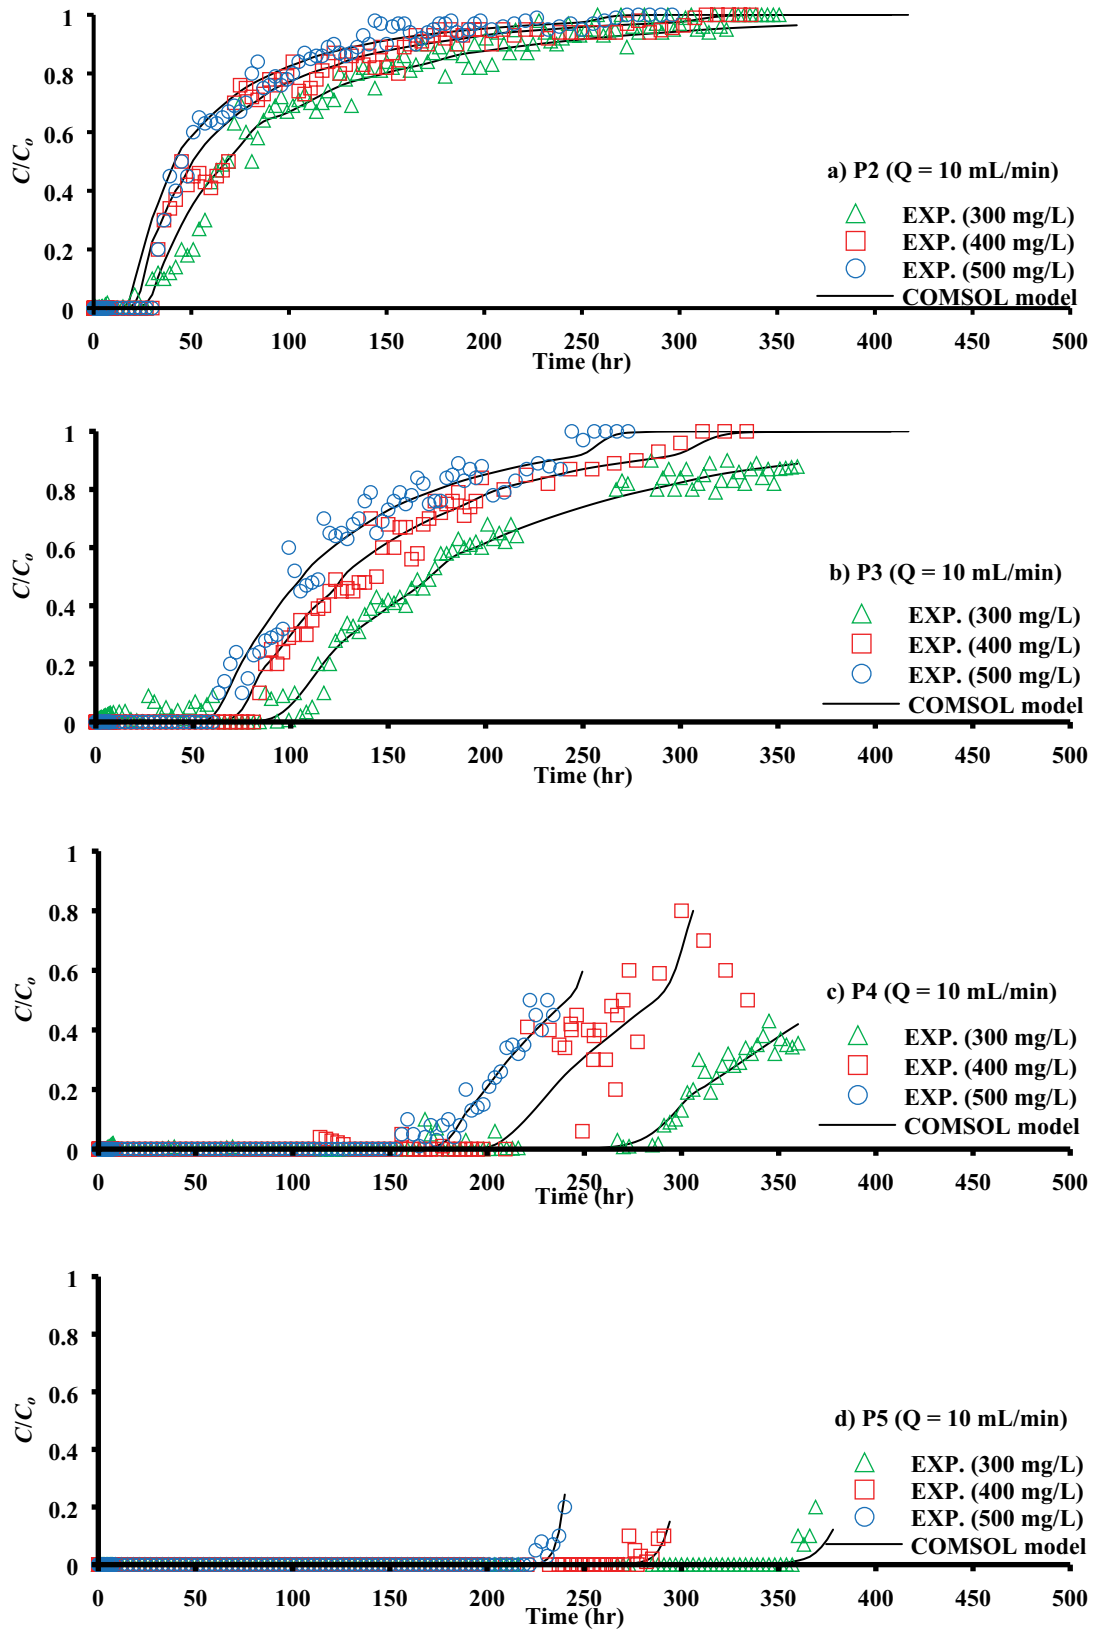 1
0.8
0.6
0.4
0.2
0
C/Co
a) P2 (Q = 10 mL/min)
EXP. (300 mg/L)
EXP. (400 mg/L)
EXP. (500 mg/L)
COMSOL model
0 50 100 150 200 250 300 350 400 450 500
Time (hr)
1
0.8
0.6
0.4
0.2
0
C/Co
b) P3 (Q = 10 mL/min)
EXP. (300 mg/L)
EXP. (400 mg/L)
EXP. (500 mg/L)
COMSOL model
0 50 100 150 200 250 300 350 400 450 500
Time (hr)
1
0.8
0.6
0.4
0.2
0
C/Co
c) P4 (Q = 10 mL/min)
EXP. (300 mg/L)
EXP. (400 mg/L)
EXP. (500 mg/L)
COMSOL model
0 50 100 150 200 250 300 350 400 450 500
Time (hr)
1
0.8
0.6
0.4
0.2
0
C/Co
d) P5 (Q = 10 mL/min)
EXP. (300 mg/L)
EXP. (400 mg/L)
EXP. (500 mg/L)
COMSOL model
0 50 100 150 200 250 300 350 400 450 500
Time (hr)